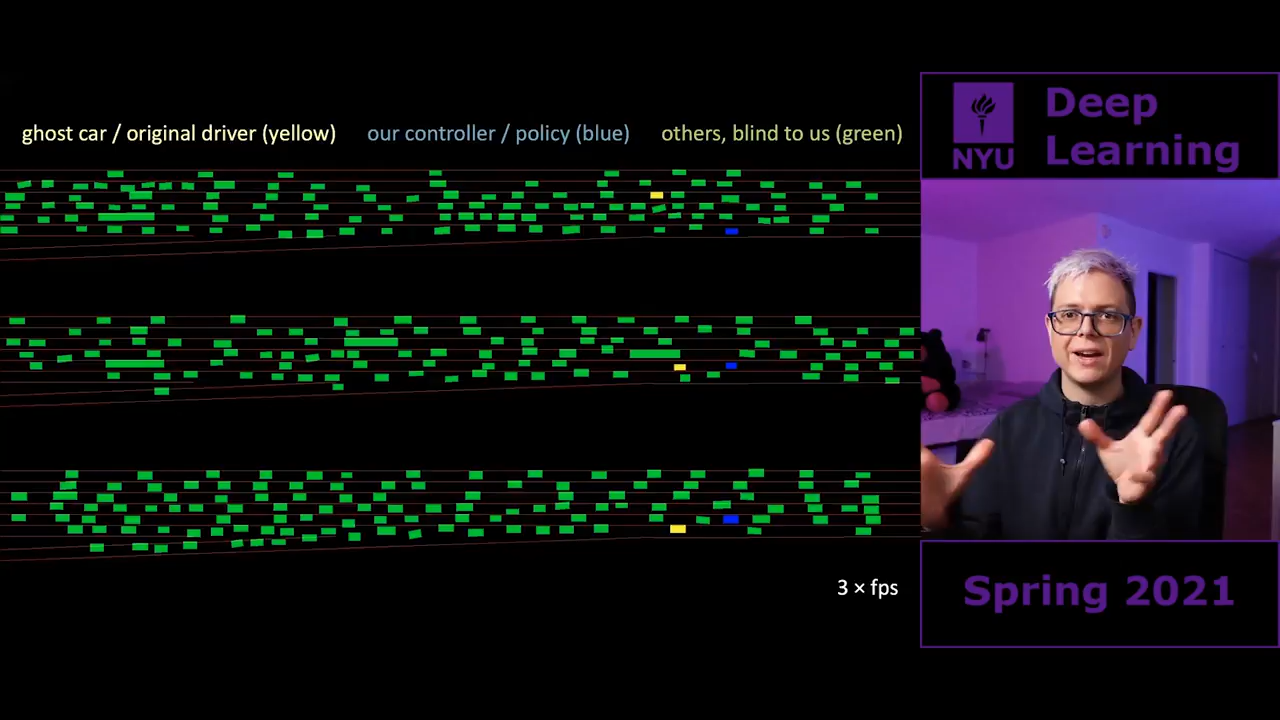 ghost car / original driver (yellow)
our controller / policy (blue)
others, blind to us (green)
3 × fps
NYU
Deep
Learning
Spring 2021